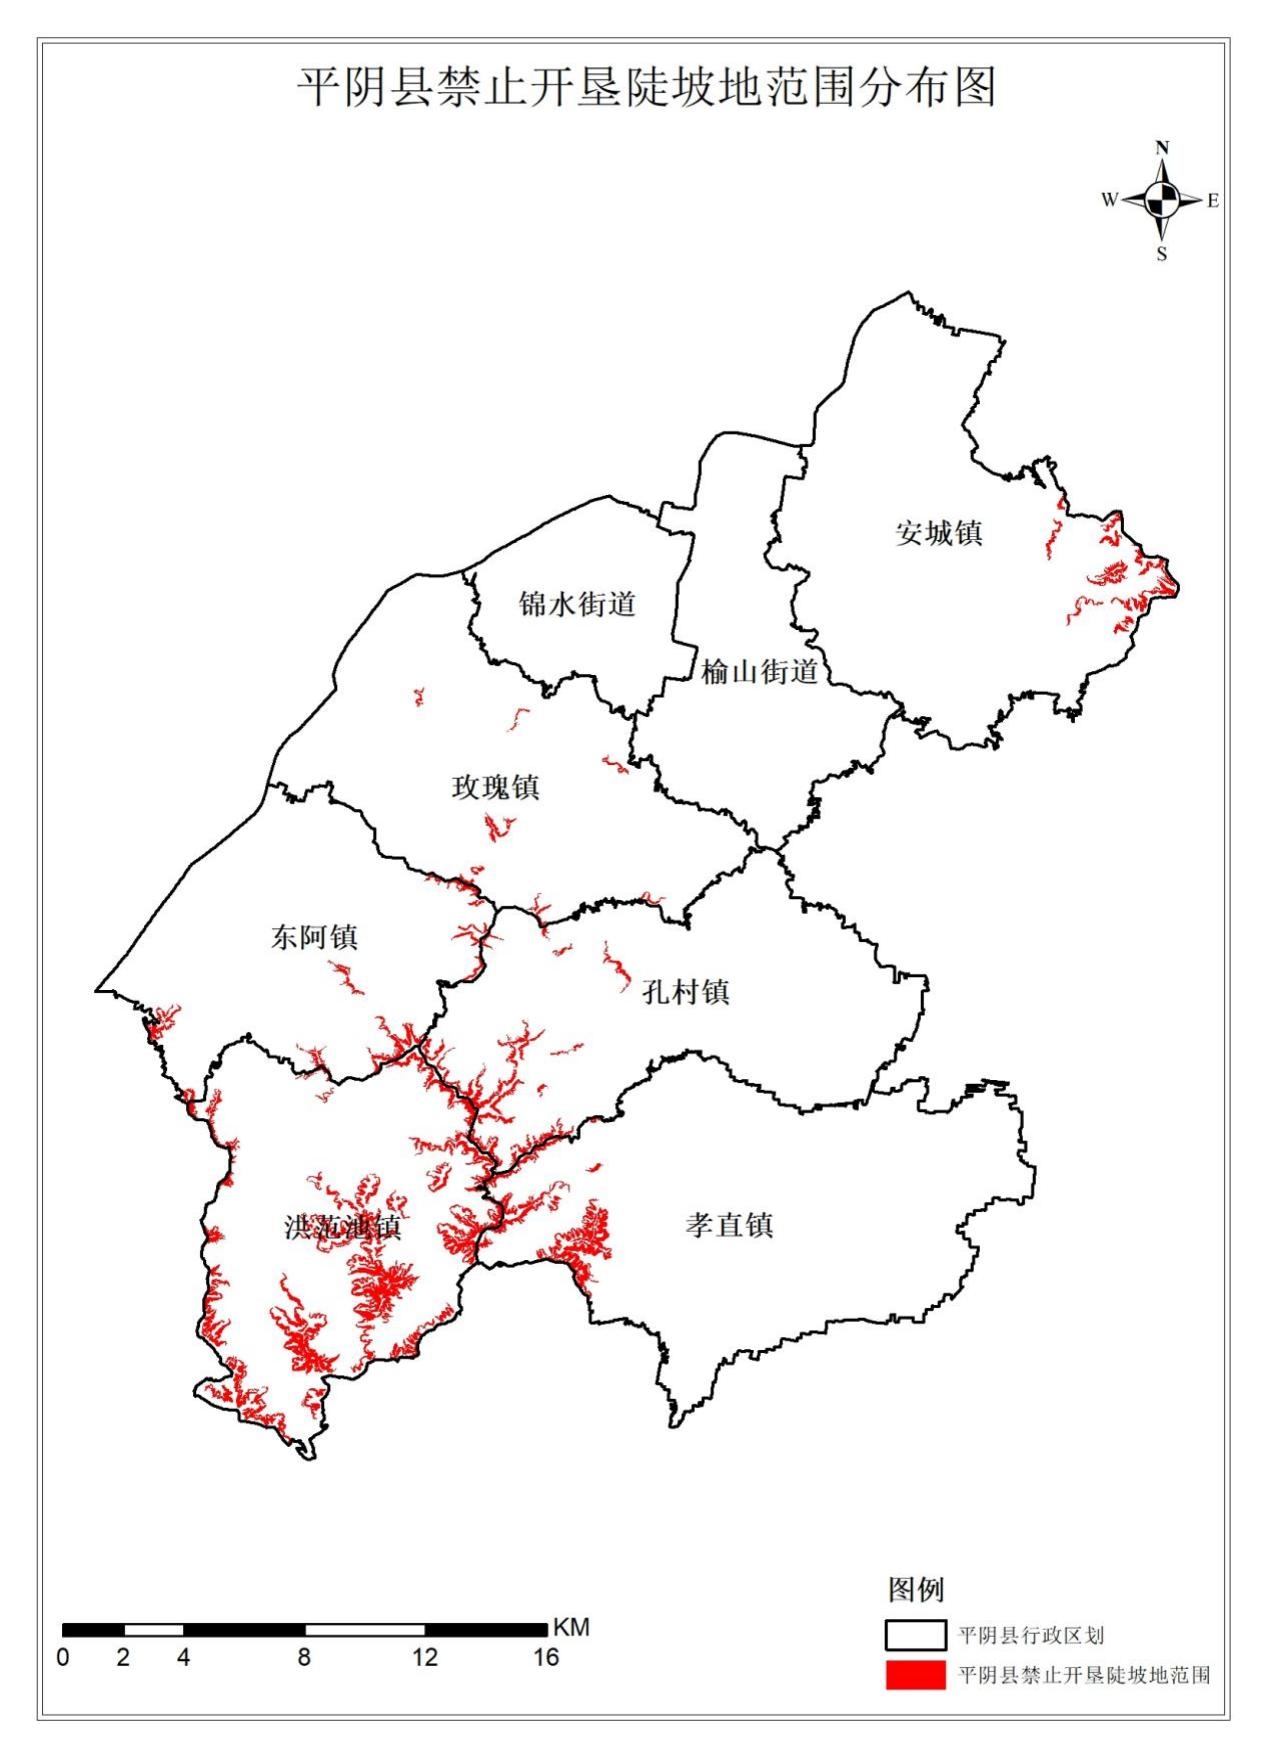 平阴县禁止开垦陡坡地范围分布图
N
W E
S
安城镇
锦水街道
榆山街道
玫瑰镇
东阿镇
孔村镇
洪范池镇
孝直镇
图例
平阴县行政区划
平阴县禁止开垦陡坡地范围
KM
0 2 4 8 12 16